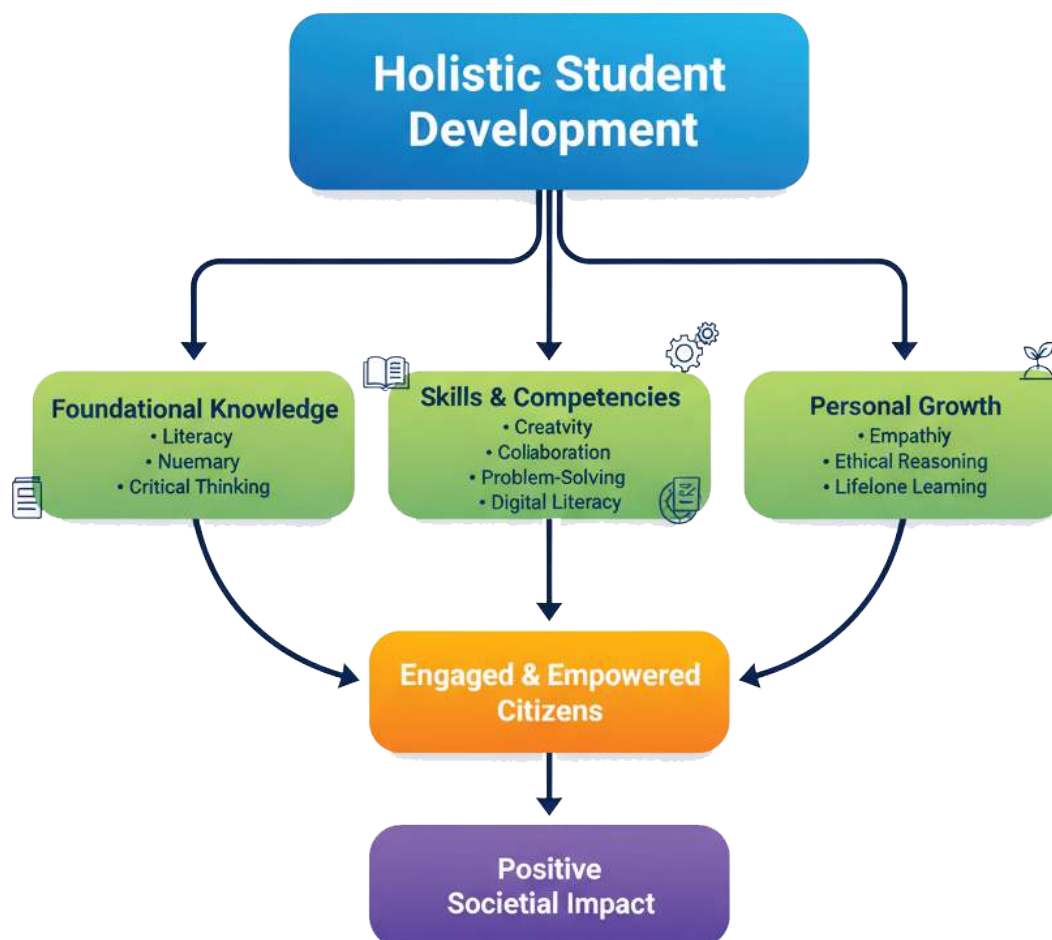 Holistic Student
Development
Foundational Knowledge
• Literacy
• Nuemary
• Critical Thinking
Skills & Competencies
• Creatvity
• Collaboration
• Problem-Solving
• Digital Literacy
Personal Growth
• Empathiy
• Ethical Reasoning
• Lifelone Leaming
Engaged & Empowered
Citizens
Positive
Societial Impact